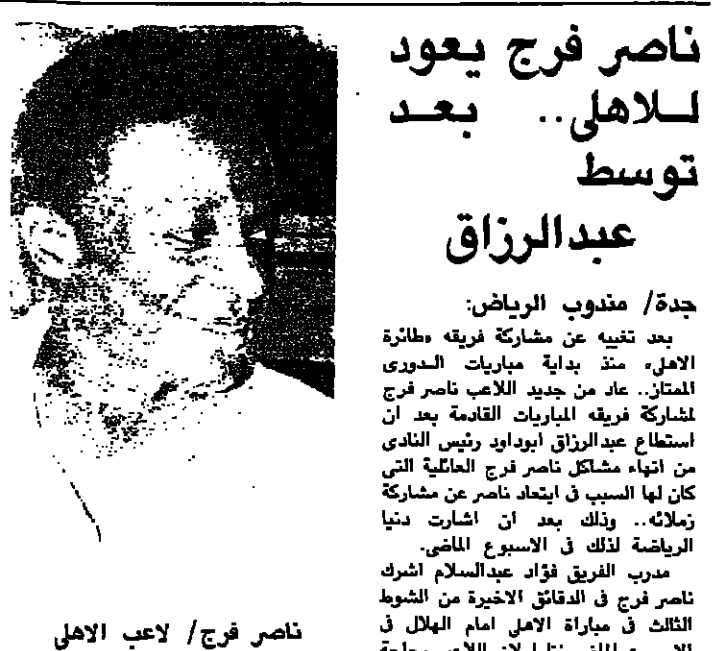 ناصر فرج يعود
للاهلى.. بعد
توسط
عبدالرزاق
جدة/ مندوب الرياض:
بعد تغيبه عن مشاركة فريقه «طائرة
الاهلى» منذ بداية مباريات الدورى
الممتاز.. عاد من جديد اللاعب ناصر فرج
لمشاركة فريقه المباريات القادمة بعد ان
استطاع عبدالرزاق ابوداود رئيس النادى
من انهاء مشاكل ناصر فرج العائلية التى
كان لها السبب فى ابتعاد ناصر عن مشاركة
زملائه.. وذلك بعد ان اشارت دنيا
الرياضة لذلك فى الاسبوع الماضى.
مدرب الفريق فؤاد عبدالسلام اشرك
ناصر فرج فى الدقائق الاخيرة من الشوط
الثالث فى مباراة الاهلى امام الهلال فى
ناصر فرج/ لاعب الاهلى